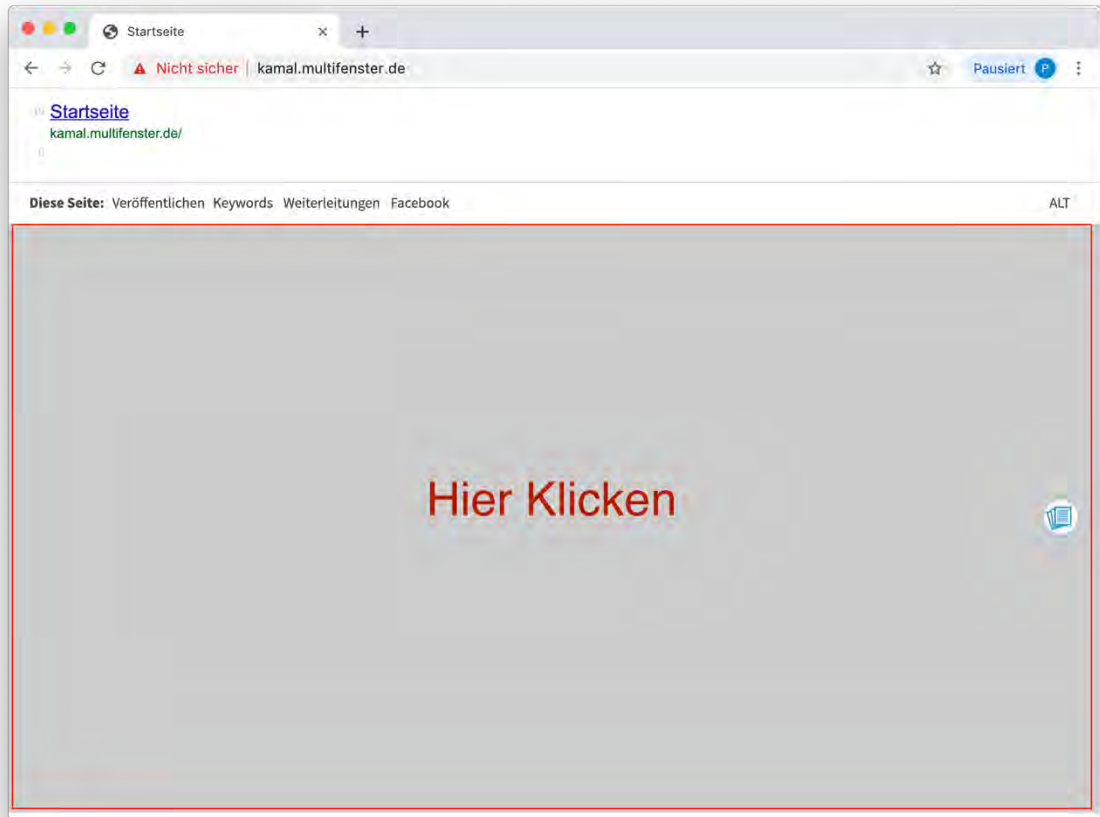 Startseite
Nicht sicher | kamal.multifenster.de
Pausiert P
Startseite
kamal.multifenster.de/
Diese Seite: Veröffentlichen Keywords Weiterleitungen Facebook ALT
Hier Klicken